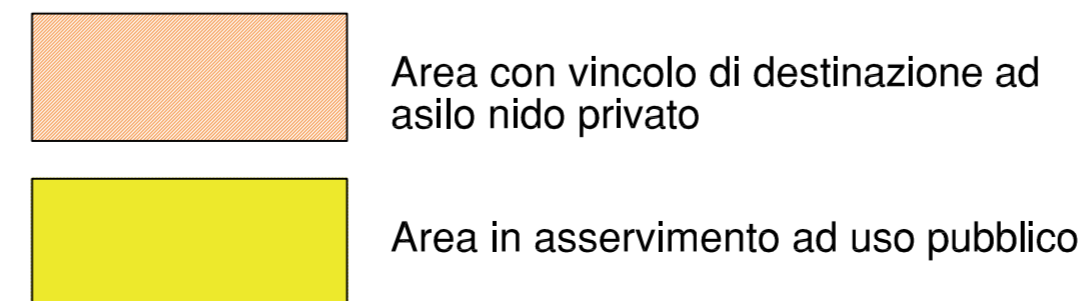 Area con vincolo di destinazione ad
asilo nido privato
Area in asservimento ad uso pubblico